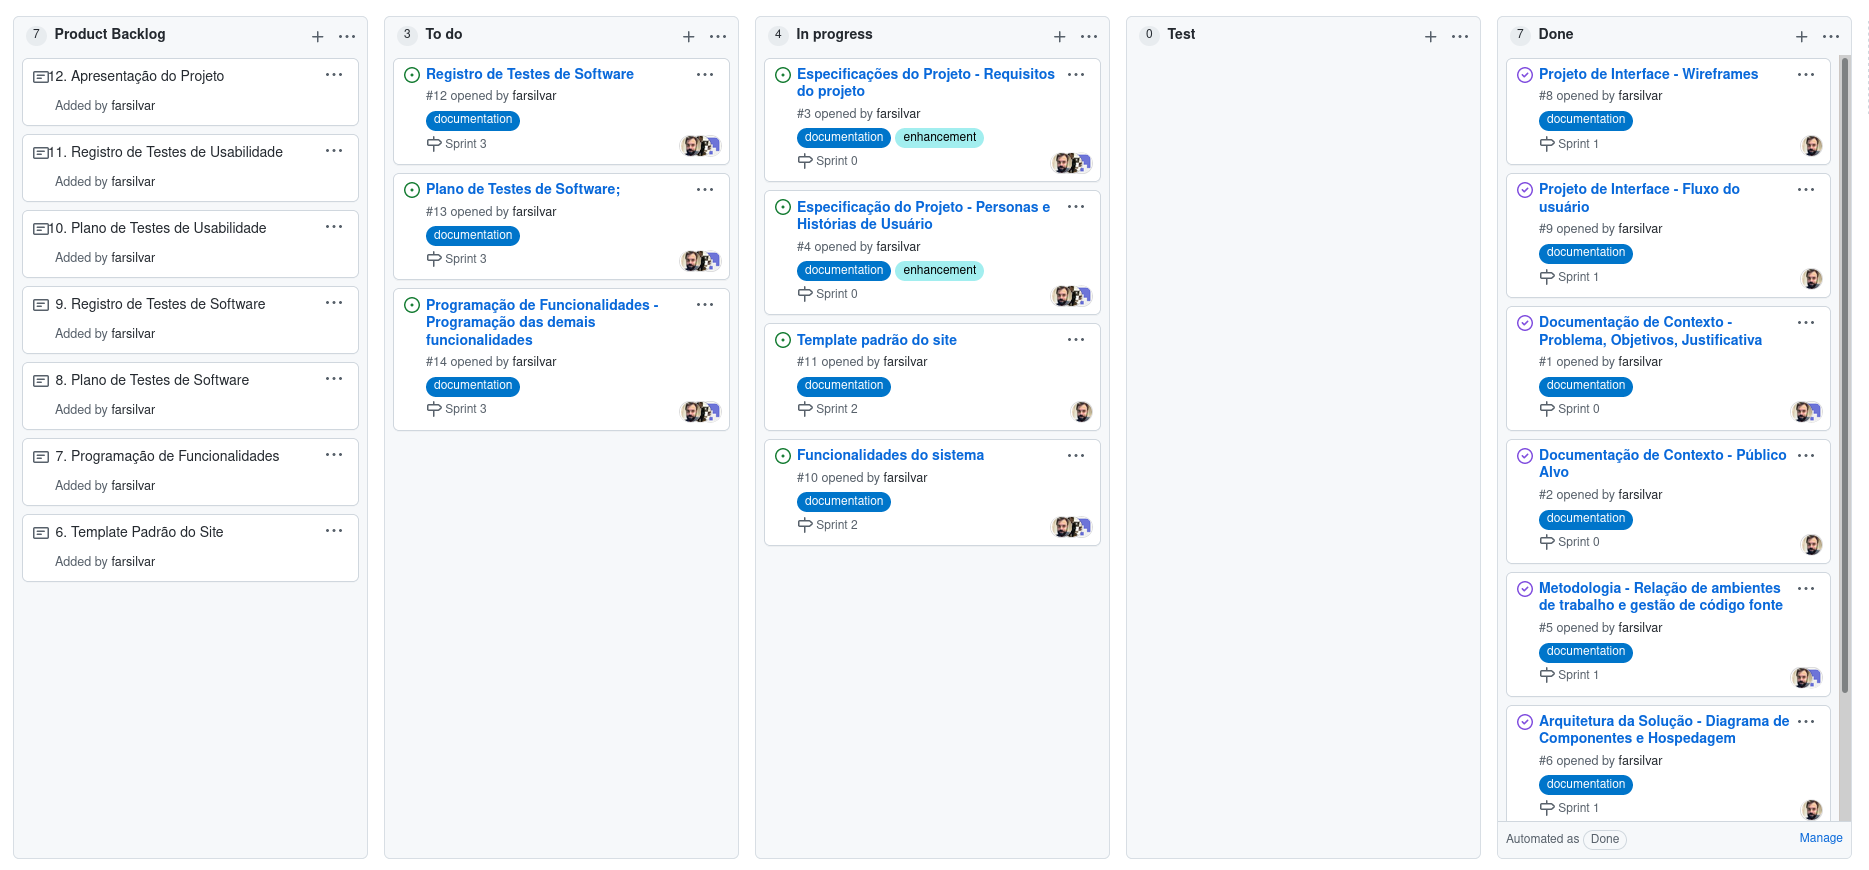 7 Product Backlog
12. Apresentação do Projeto
Added by farsilvar
11. Registro de Testes de Usabilidade
Added by farsilvar
10. Plano de Testes de Usabilidade
Added by farsilvar
9. Registro de Testes de Software
Added by farsilvar
8. Plano de Testes de Software
Added by farsilvar
7. Programação de Funcionalidades
Added by farsilvar
6. Template Padrão do Site
Added by farsilvar
3 To do
Registro de Testes de Software
#12 opened by farsilvar
documentation
Sprint 3
Plano de Testes de Software;
#13 opened by farsilvar
documentation
Sprint 3
Programação de Funcionalidades -
Programação das demais
funcionalidades
#14 opened by farsilvar
documentation
Sprint 3
4 In progress
Especificações do Projeto - Requisitos
do projeto
#3 opened by farsilvar
documentation enhancement
Sprint 0
Especificação do Projeto - Personas e
Histórias de Usuário
#4 opened by farsilvar
documentation enhancement
Sprint 0
Template padrão do site
#11 opened by farsilvar
documentation
Sprint 2
Funcionalidades do sistema
#10 opened by farsilvar
documentation
Sprint 2
0 Test
7 Done
Projeto de Interface - Wireframes
#8 opened by farsilvar
documentation
Sprint 1
Projeto de Interface - Fluxo do
usuário
#9 opened by farsilvar
documentation
Sprint 1
Documentação de Contexto -
Problema, Objetivos, Justificativa
#1 opened by farsilvar
documentation
Sprint 0
Documentação de Contexto - Público
Alvo
#2 opened by farsilvar
documentation
Sprint 0
Metodologia - Relação de ambientes
de trabalho e gestão de código fonte
#5 opened by farsilvar
documentation
Sprint 1
Arquitetura da Solução - Diagrama de
Componentes e Hospedagem
#6 opened by farsilvar
documentation
Sprint 1
Automated as Done Manage